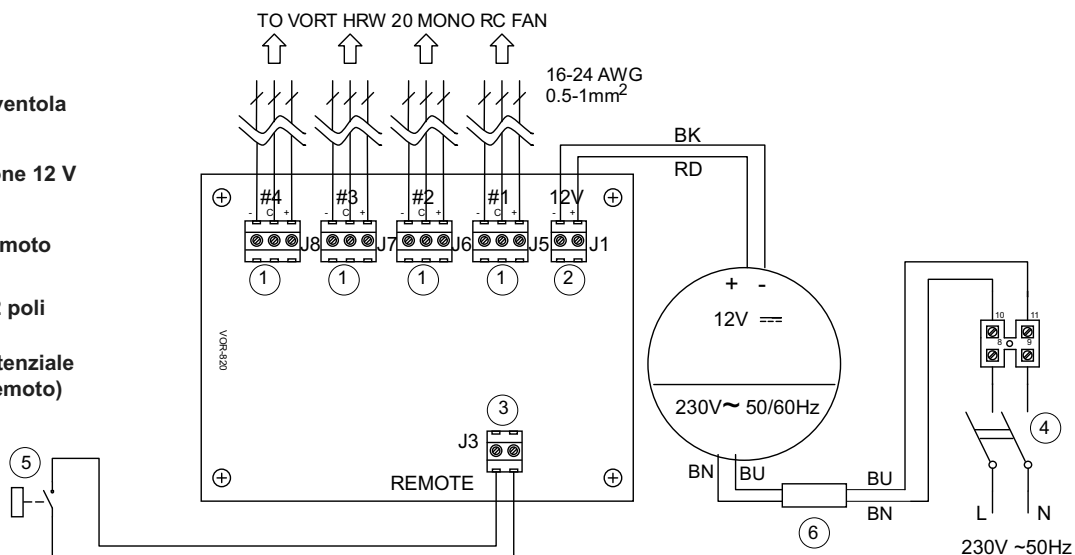 TO VORT HRW 20 MONO RC FAN
16-24 AWG
0.5-1mm²
ventola
one 12 V
moto
poli
tenziale
emoto)
BK
RD
#4 #3 #2 #1 12V
- C + - C + - C + - C + - +
J8 J7 J6 J5 J1
1 1 1 1 2
VOR-820
+ -
12V
230V~ 50/60Hz
10 11
8 9
3
J3
REMOTE
4
5
BN BU
BU
BN
6
L N
230V ~50Hz